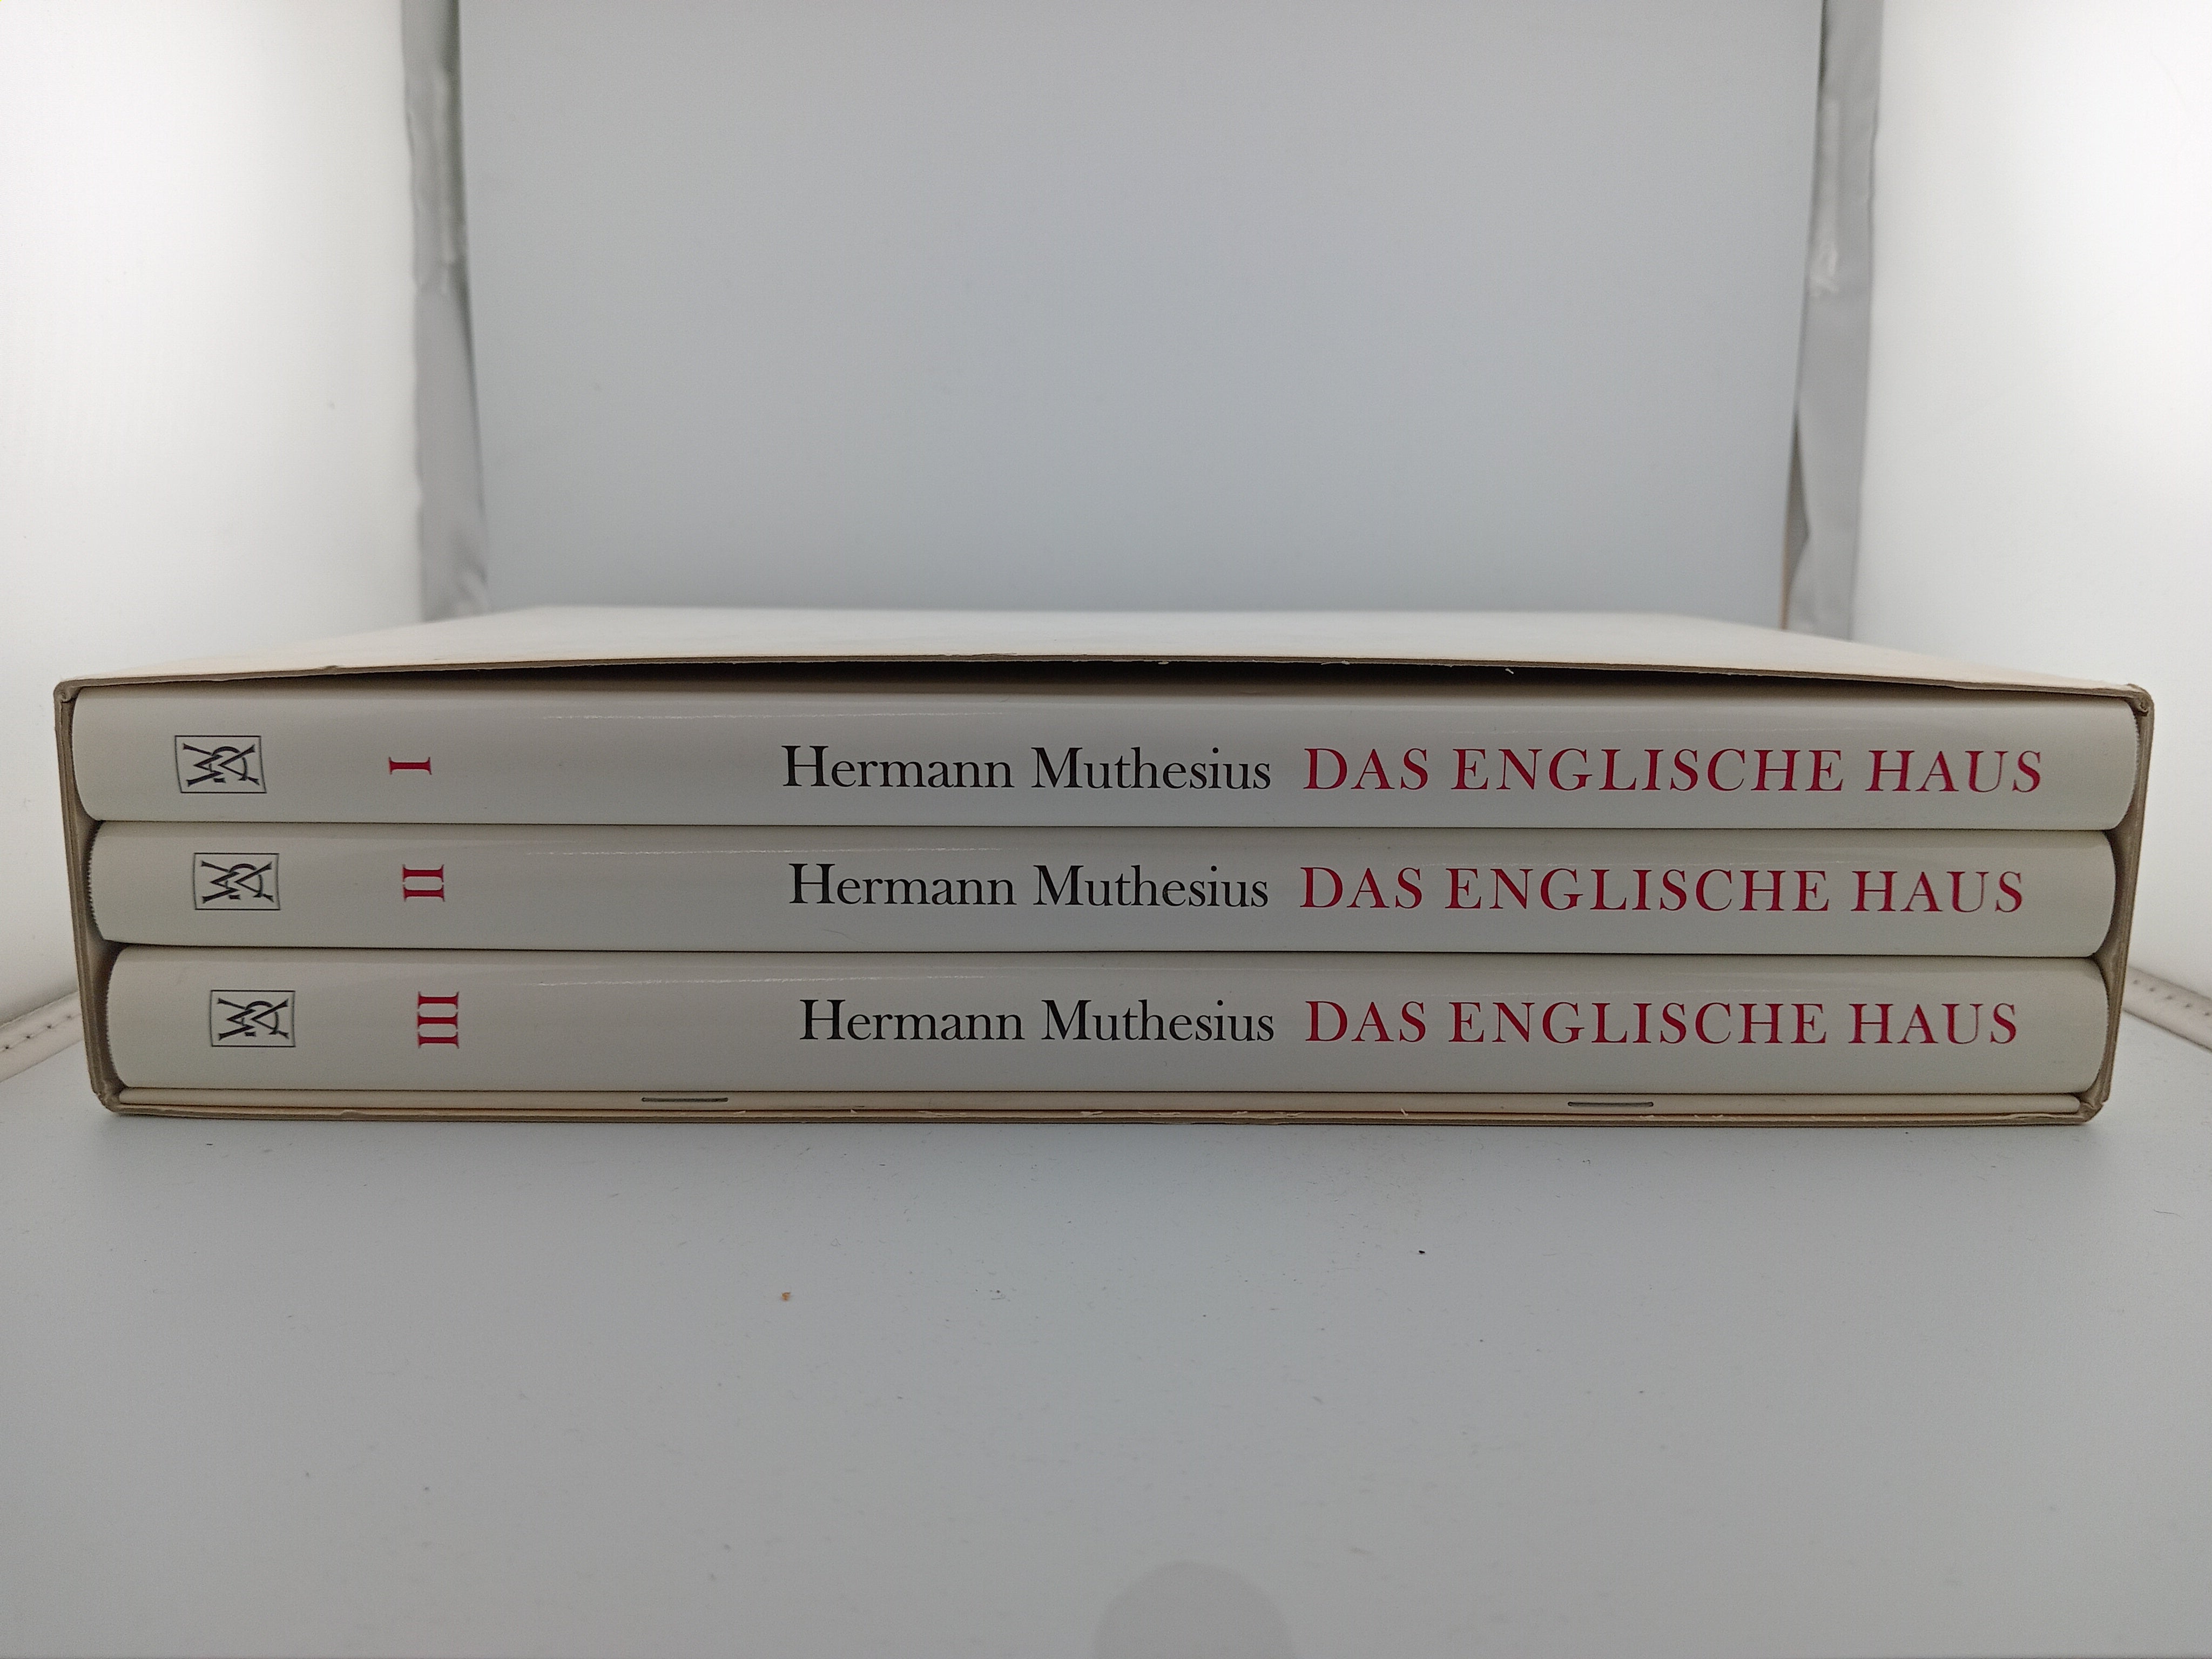 I Hermann Muthesius DAS ENGLISCHE HAUS
II Hermann Muthesius DAS ENGLISCHE HAUS
III Hermann Muthesius DAS ENGLISCHE HAUS